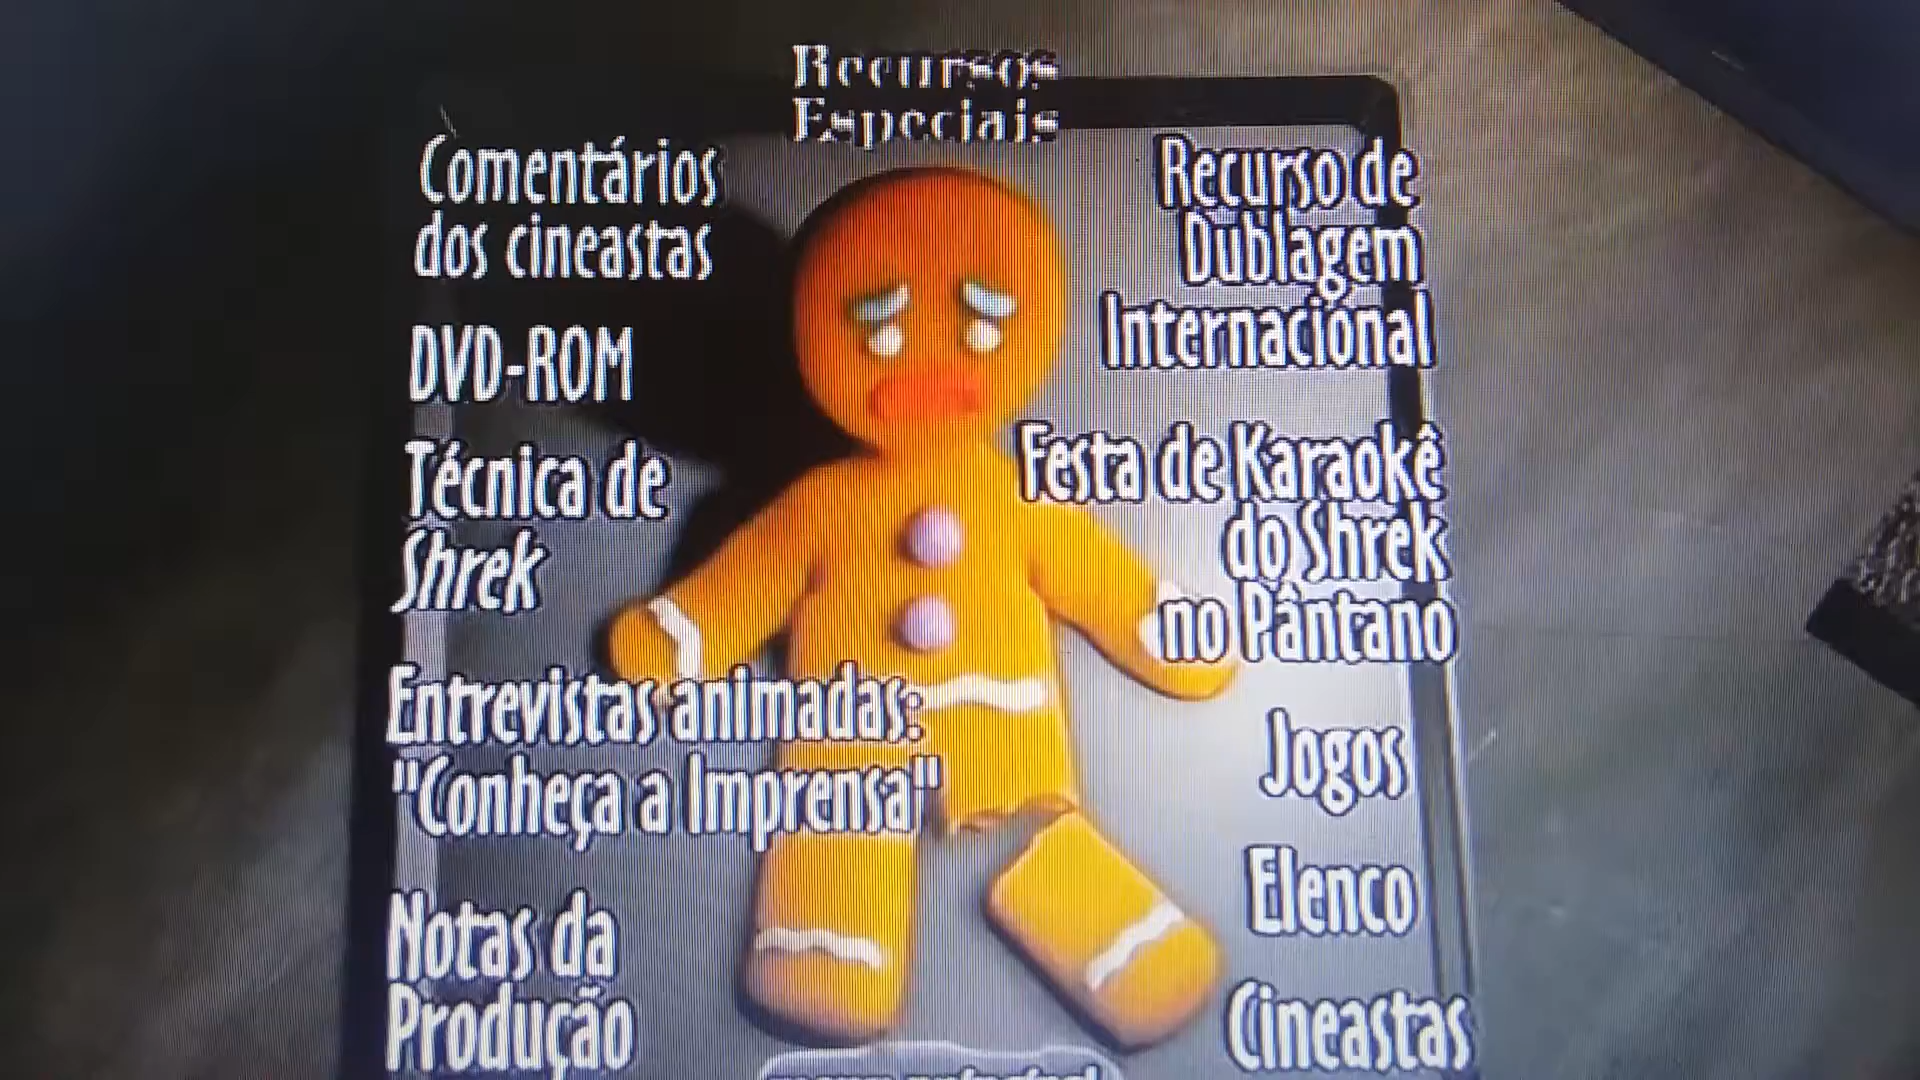 Recursos
Especiais
Comentários
dos cineastas
DVD-ROM
Técnica de
Shrek
Entrevistas animadas:
"Conheça a Imprensa"
Notas da
Produção
Recurso de
Dublagem
Internacional
Festa de Karaokê
do Shrek
no Pântano
Jogos
Elenco
Cineastas